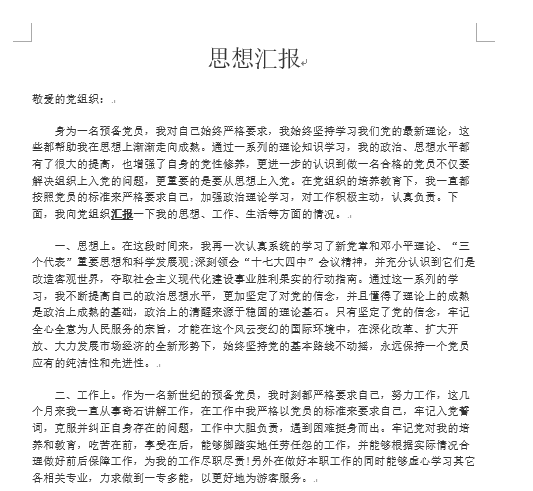 思想汇报
敬爱的党组织：
身为一名预备党员，我对自己始终严格要求，我始终坚持学习我们党的最新理论，这
些都帮助我在思想上渐渐走向成熟。通过一系列的理论知识学习，我的政治、思想水平都
有了很大的提高，也增强了自身的党性修养，更进一步的认识到做一名合格的党员不仅要
解决组织上入党的问题，更重要的是要从思想上入党。在党组织的培养教育下，我一直都
按照党员的标准来严格要求自己，加强政治理论学习，对工作积极主动，认真负责。下
面，我向党组织汇报一下我的思想、工作、生活等方面的情况。
一、思想上。在这段时间来，我再一次认真系统的学习了新党章和邓小平理论、“三
个代表”重要思想和科学发展观;深刻领会“十七大四中”会议精神，并充分认识到它们是
改造客观世界，夺取社会主义现代化建设事业胜利果实的行动指南。通过这一系列的学
习，我不断提高自己的政治思想水平，更加坚定了对党的信念，并且懂得了理论上的成熟
是政治上成熟的基础，政治上的清醒来源于稳固的理论基石。只有坚定了党的信念，牢记
全心全意为人民服务的宗旨，才能在这个风云变幻的国际环境中，在深化改革、扩大开
放、大力发展市场经济的全新形势下，始终坚持党的基本路线不动摇，永远保持一个党员
应有的纯洁性和先进性。
二、工作上。作为一名新世纪的预备党员，我时刻都严格要求自己，努力工作，这几
个月来我一直从事奇石讲解工作，在工作中我严格以党员的标准来要求自己，牢记入党誓
词，克服并纠正自身存在的问题，工作中大胆负责，遇到困难挺身而出。牢记党对我的培
养和教育，吃苦在前，享受在后，能够脚踏实地任劳任怨的工作，并能够根据实际情况合
理做好前后保障工作，为我的工作尽职尽责!另外在做好本职工作的同时能够虚心学习其它
各相关专业，力求做到一专多能，以更好地为游客服务。